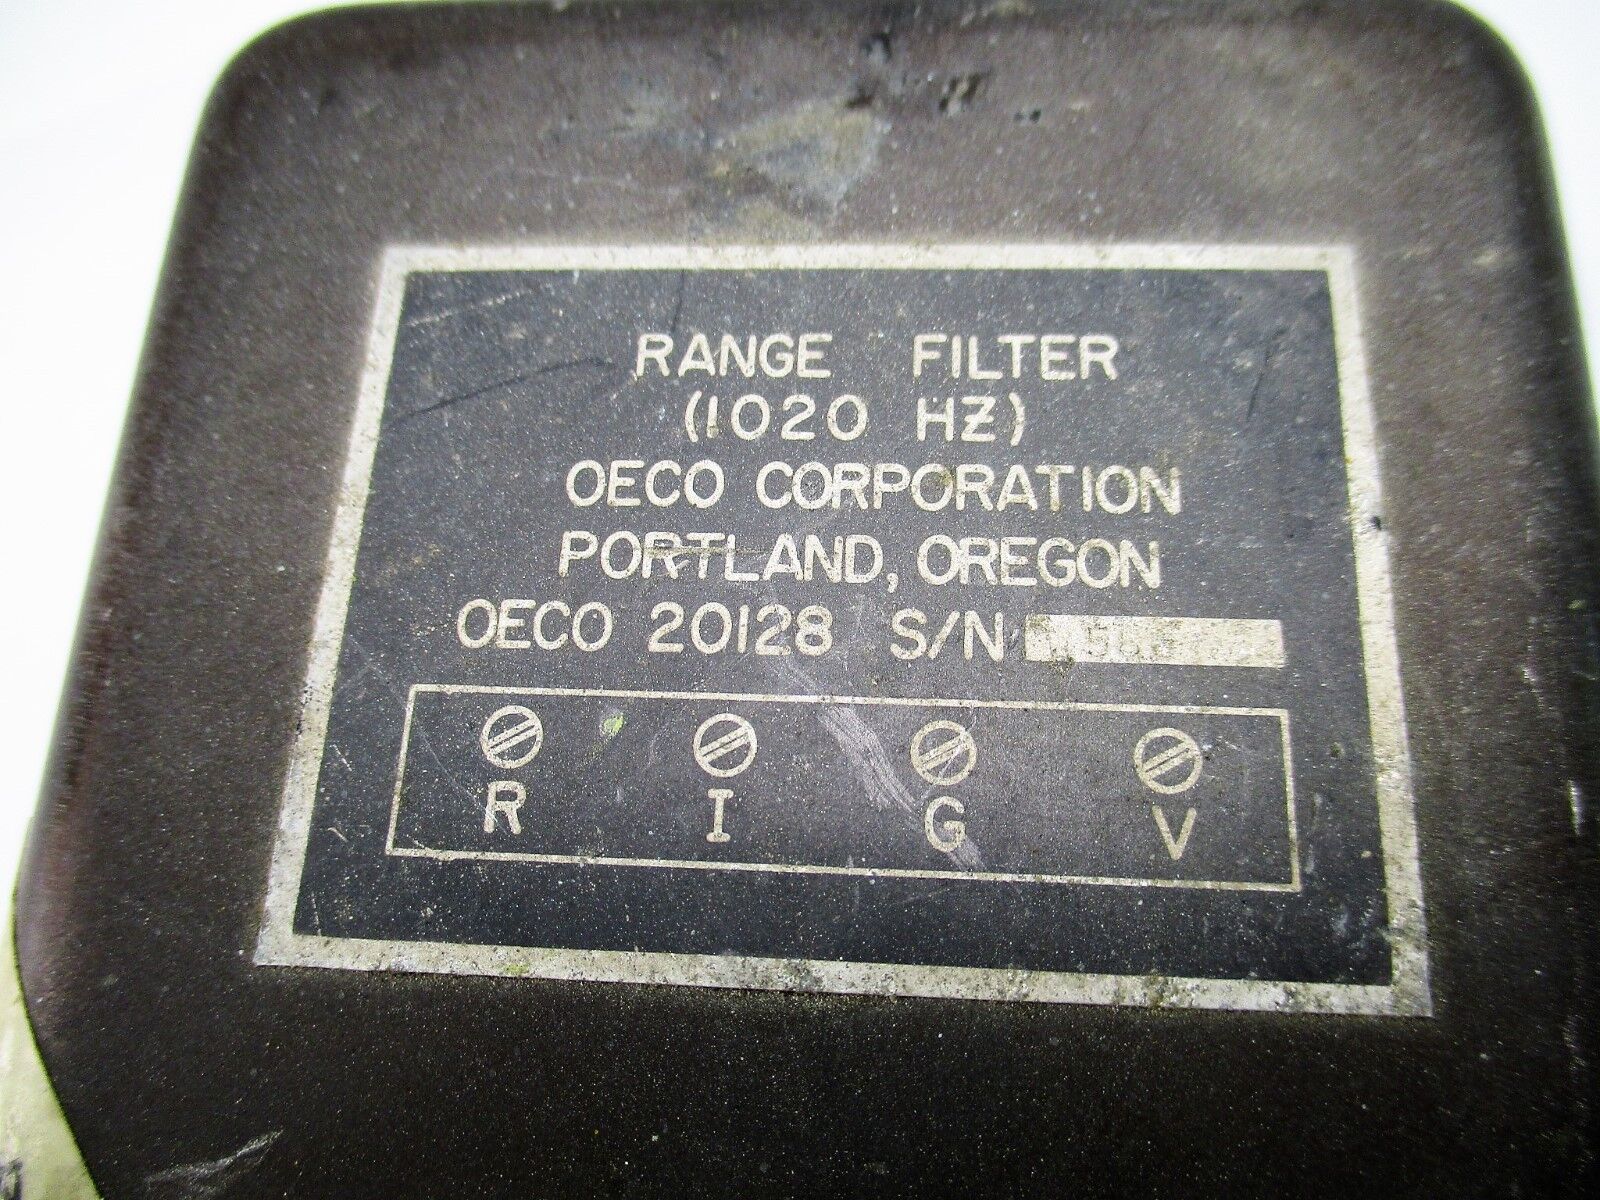 RANGE FILTER
(1020 HZ)
OECO CORPORATION
PORTLAND, OREGON
OECO 20128 S/N
R I G V